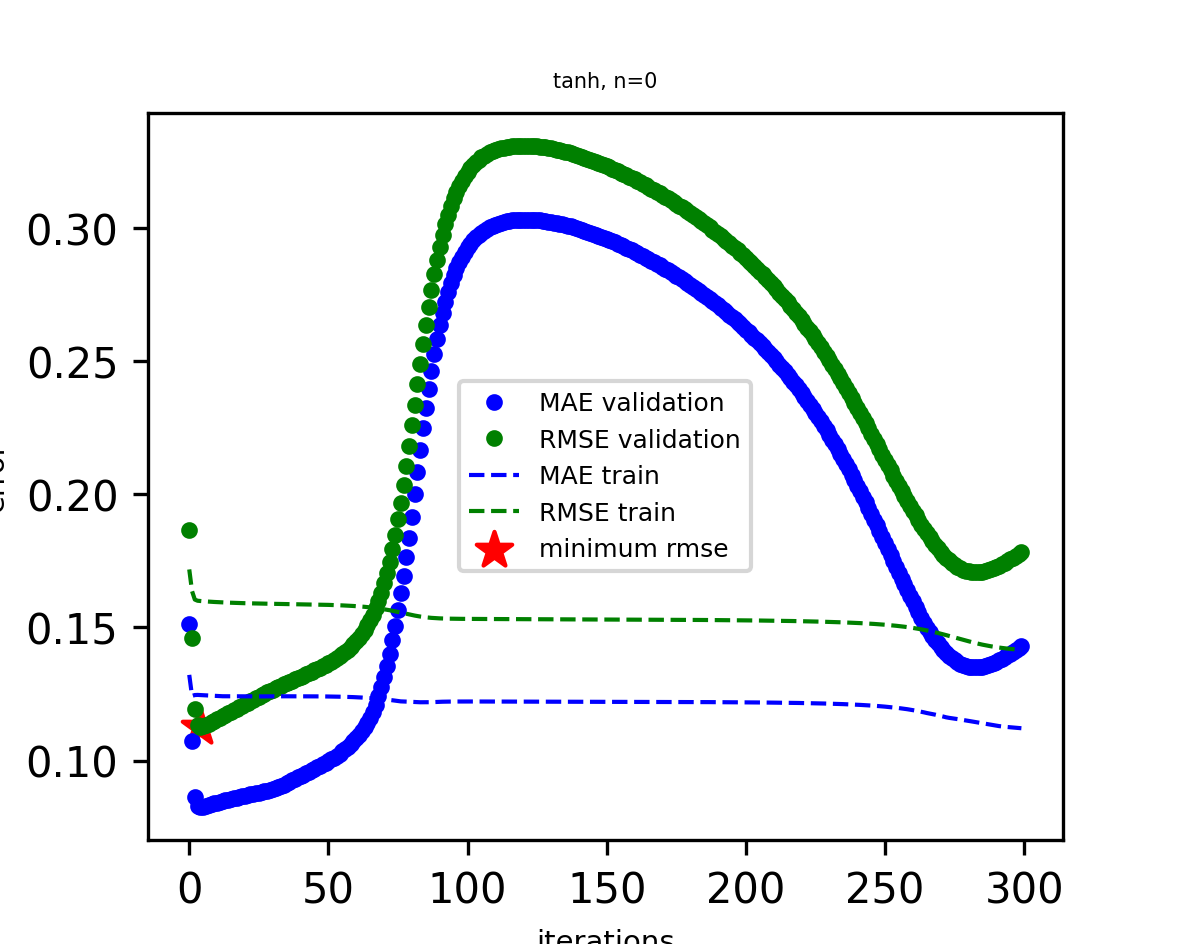 tanh, n=0
0.30
0.25
0.20
0.15
0.10
MAE validation
RMSE validation
MAE train
RMSE train
minimum rmse
0 50 100 150 200 250 300
iterations